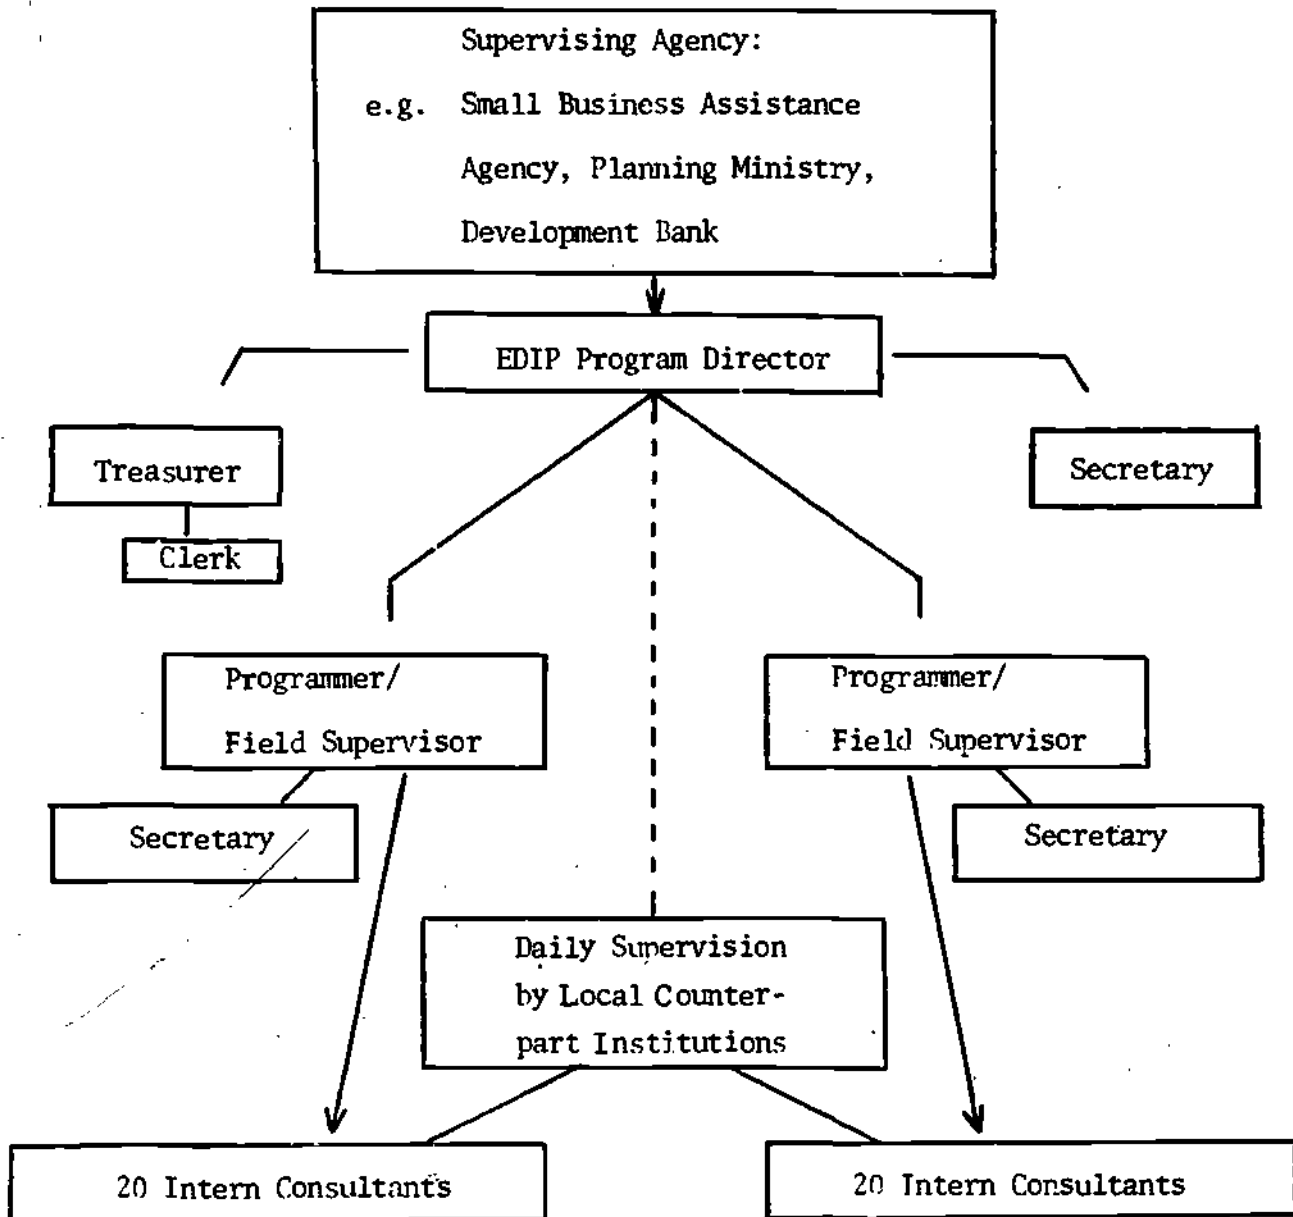 Supervising Agency:
e.g. Small Business Assistance
Agency, Planning Ministry,
Development Bank
EDIP Program Director
Treasurer
Secretary
Clerk
Programmer/
Field Supervisor
Programmer/
Field Supervisor
Secretary
Secretary
Daily Supervision
by Local Counter-
part Institutions
20 Intern Consultants
20 Intern Consultants